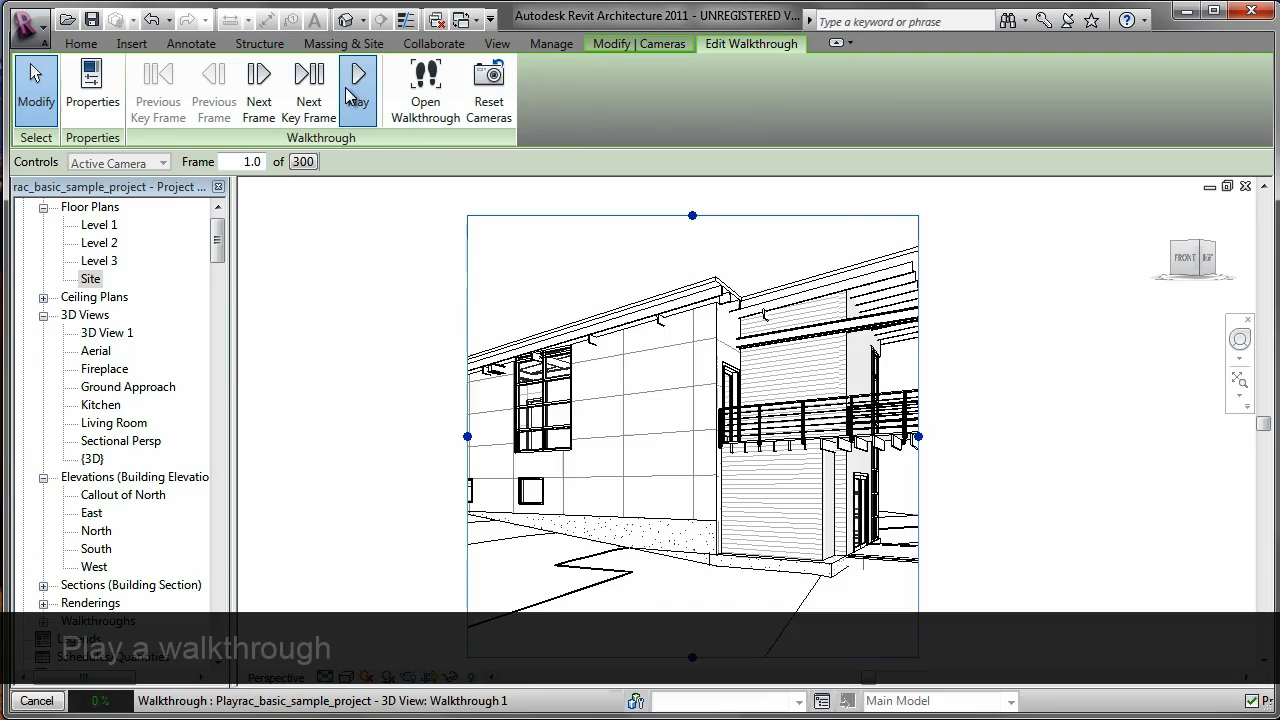 Autodesk Revit Architecture 2011 - UNREGISTERED V...
Type a keyword or phrase
Home Insert Annotate Structure Massing & Site Collaborate View Manage Modify | Cameras Edit Walkthrough
Modify Properties Previous Key Frame Previous Frame Next Frame Next Key Frame Play Open Walkthrough Reset Cameras
Select Properties Walkthrough
Controls Active Camera Frame 1.0 of 300
rac_basic_sample_project - Project ...
Floor Plans
Level 1
Level 2
Level 3
Site
Ceiling Plans
3D Views
3D View 1
Aerial
Fireplace
Ground Approach
Kitchen
Living Room
Sectional Persp
{3D}
Elevations (Building Elevatio
Callout of North
East
North
South
West
Sections (Building Section)
Renderings
Walkthroughs
Legends
Schedules/Quantities
FRONT
Play a walkthrough
Perspective
Cancel 0 % Walkthrough : Playrac_basic_sample_project - 3D View: Walkthrough 1 Main Model